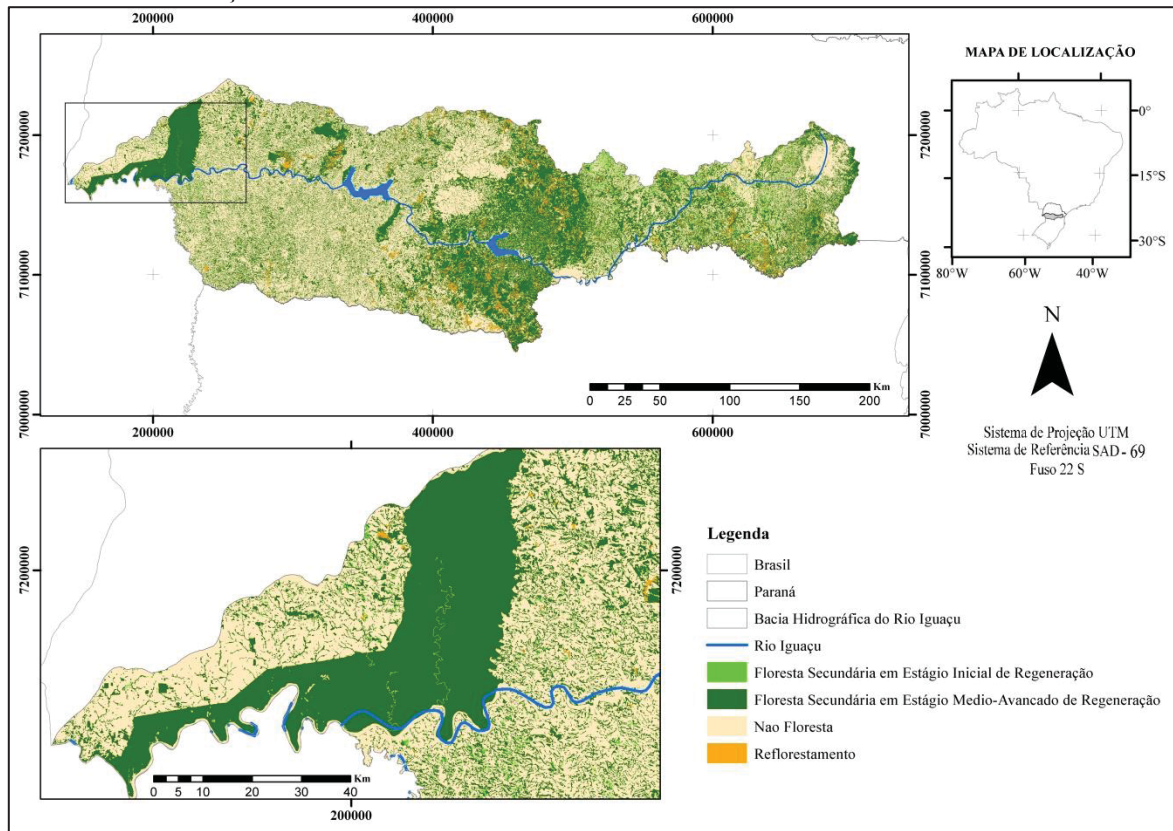 200000
400000
600000
7200000
7100000
7000000
7200000
7100000
7000000
0 25 50 100 150 200
Km
200000
400000
600000
MAPA DE LOCALIZAÇÃO
0°
15°S
30°S
80°W
60°W
40°W
N
Sistema de Projeção UTM
Sistema de Referência SAD - 69
Fuso 22 S
7200000
7200000
0 5 10 20 30 40
Km
200000
Legenda
Brasil
Paraná
Bacia Hidrográfica do Rio Iguaçu
Rio Iguaçu
Floresta Secundária em Estágio Inicial de Regeneração
Floresta Secundária em Estágio Medio-Avancado de Regeneração
Nao Floresta
Reflorestamento